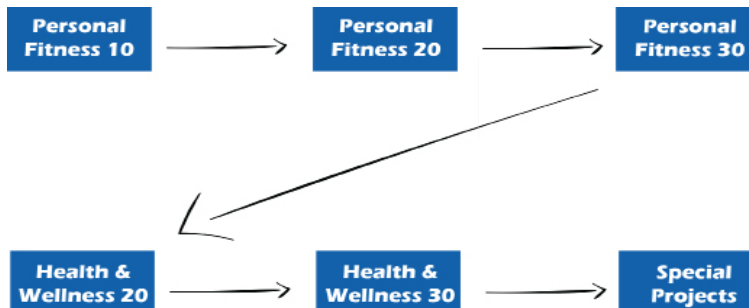 Personal
Fitness 10
Personal
Fitness 20
Personal
Fitness 30
Health &
Wellness 20
Health &
Wellness 30
Special
Projects